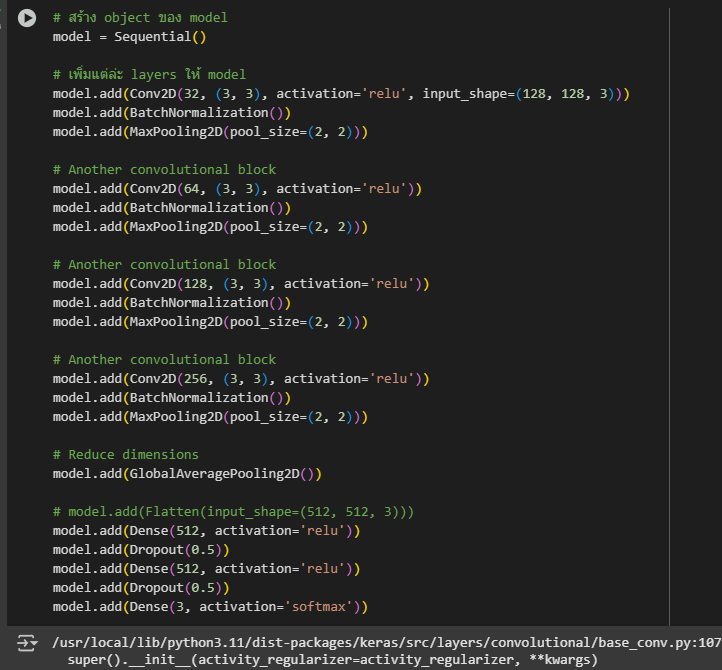 # สร้าง object ของ model
model = Sequential()
# เพิ่มแต่ล่ะ layers ให้ model
model.add(Conv2D(32, (3, 3), activation='relu', input_shape=(128, 128, 3)))
model.add(BatchNormalization())
model.add(MaxPooling2D(pool_size=(2, 2)))
# Another convolutional block
model.add(Conv2D(64, (3, 3), activation='relu'))
model.add(BatchNormalization())
model.add(MaxPooling2D(pool_size=(2, 2)))
# Another convolutional block
model.add(Conv2D(128, (3, 3), activation='relu'))
model.add(BatchNormalization())
model.add(MaxPooling2D(pool_size=(2, 2)))
# Another convolutional block
model.add(Conv2D(256, (3, 3), activation='relu'))
model.add(BatchNormalization())
model.add(MaxPooling2D(pool_size=(2, 2)))
# Reduce dimensions
model.add(GlobalAveragePooling2D())
# model.add(Flatten(input_shape=(512, 512, 3)))
model.add(Dense(512, activation='relu'))
model.add(Dropout(0.5))
model.add(Dense(512, activation='relu'))
model.add(Dropout(0.5))
model.add(Dense(3, activation='softmax'))
/usr/local/lib/python3.11/dist-packages/keras/src/layers/convolutional/base_conv.py:107
super().__init__(activity_regularizer=activity_regularizer, **kwargs)